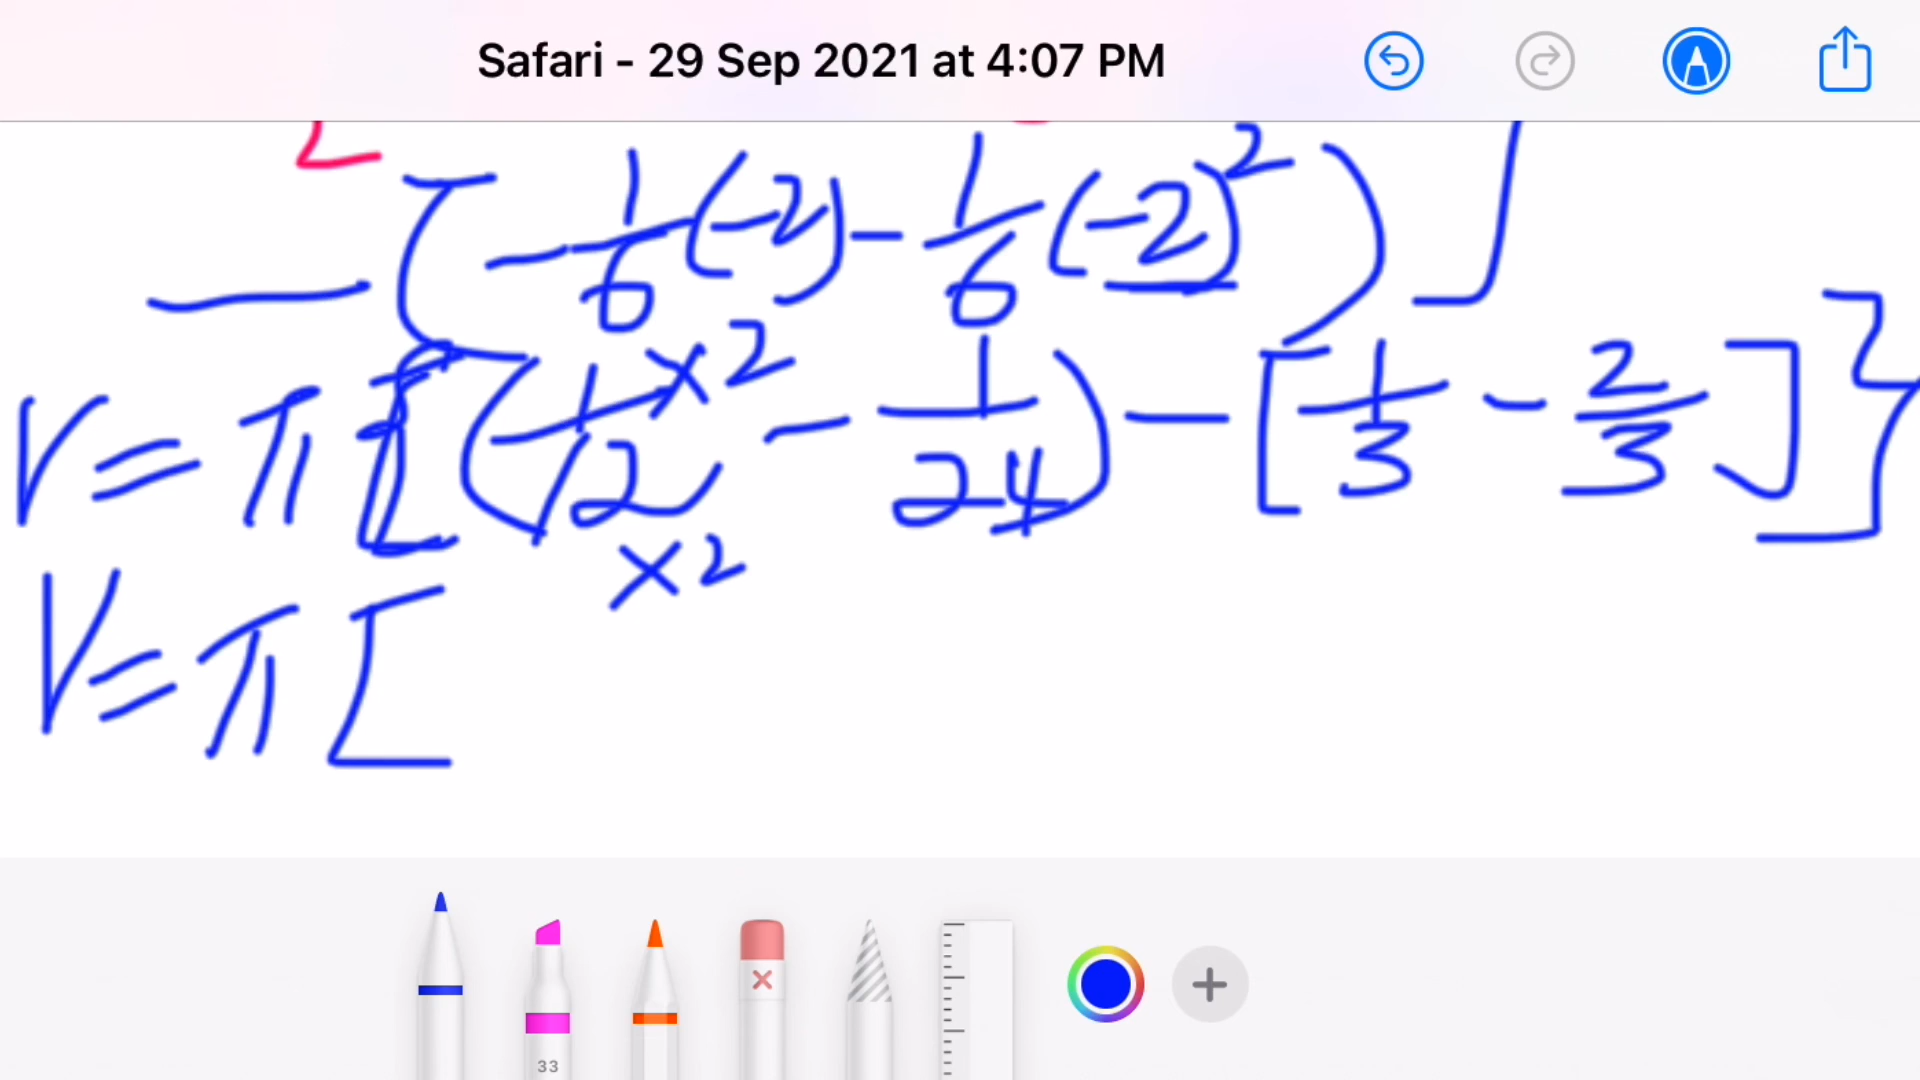 Safari - 29 Sep 2021 at 4:07 PM
- [ - 1/6 (-2) - 1/6 (-2)² ) ]
V = π [ ( 1/12 ×2 ×2 - 1/24 ) - [ 1/3 - 2/3 ] }
V = π [
33